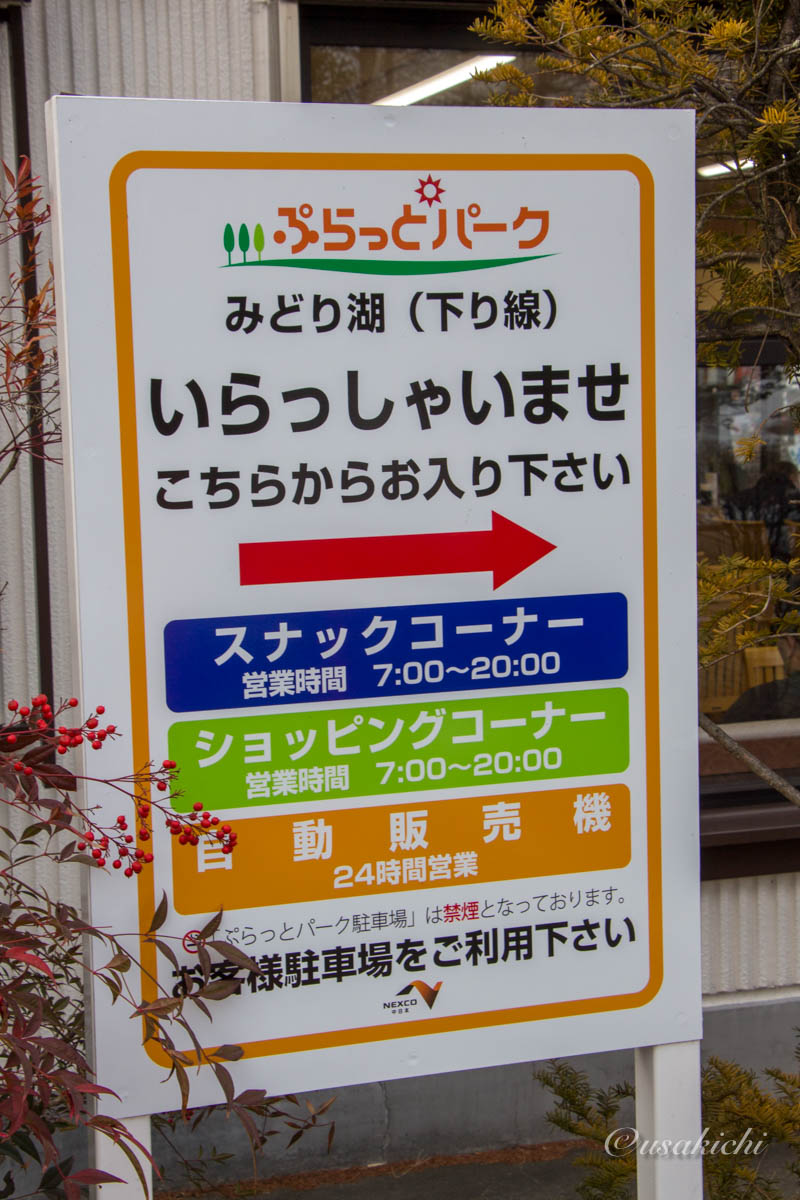 ぷらっとパーク
みどり湖（下り線）
いらっしゃいませ
こちらからお入り下さい
スナックコーナー
営業時間 7:00～20:00
ショッピングコーナー
営業時間 7:00～20:00
自動販売機
24時間営業
ぷらっとパーク駐車場」は禁煙となっております。
お客様駐車場をご利用下さい
NEXCO
中日本
©usakichi